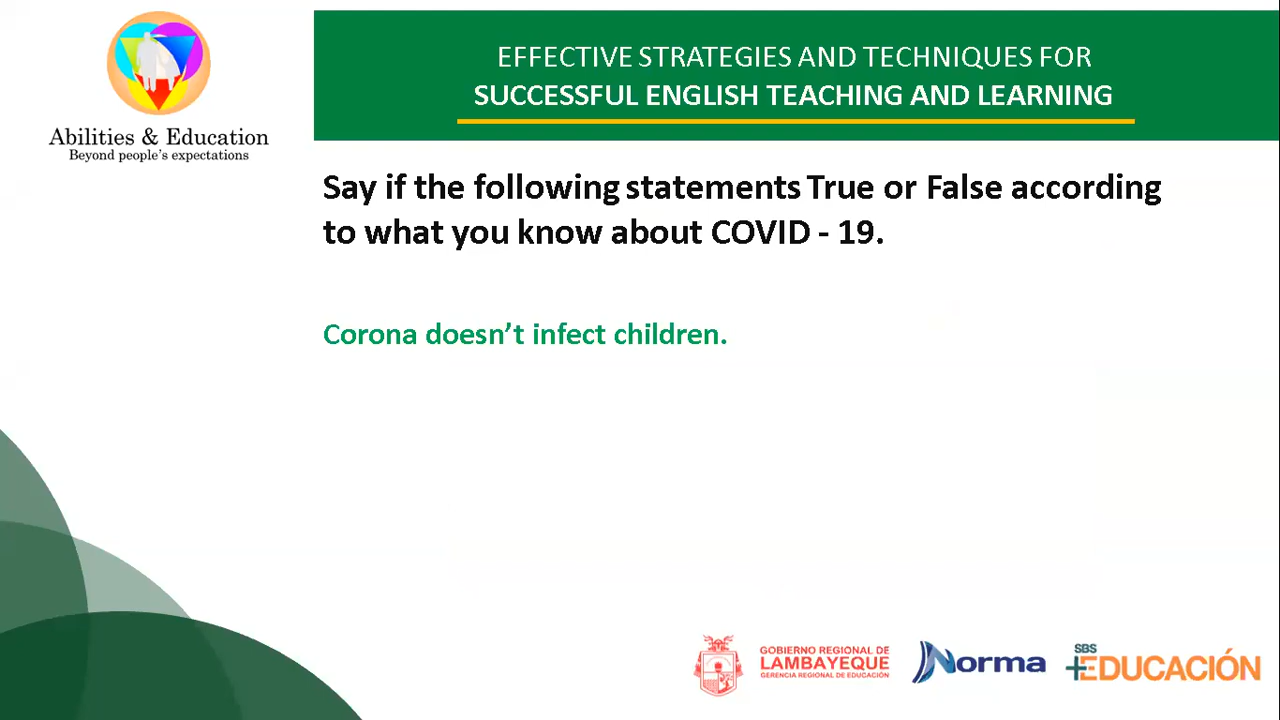 Abilities & Education
Beyond people's expectations
EFFECTIVE STRATEGIES AND TECHNIQUES FOR
SUCCESSFUL ENGLISH TEACHING AND LEARNING
Say if the following statements True or False according
to what you know about COVID - 19.
Corona doesn't infect children.
GOBIERNO REGIONAL DE
LAMBAYEQUE
GERENCIA REGIONAL DE EDUCACIÓN
Norma
SBS
+EDUCACIÓN